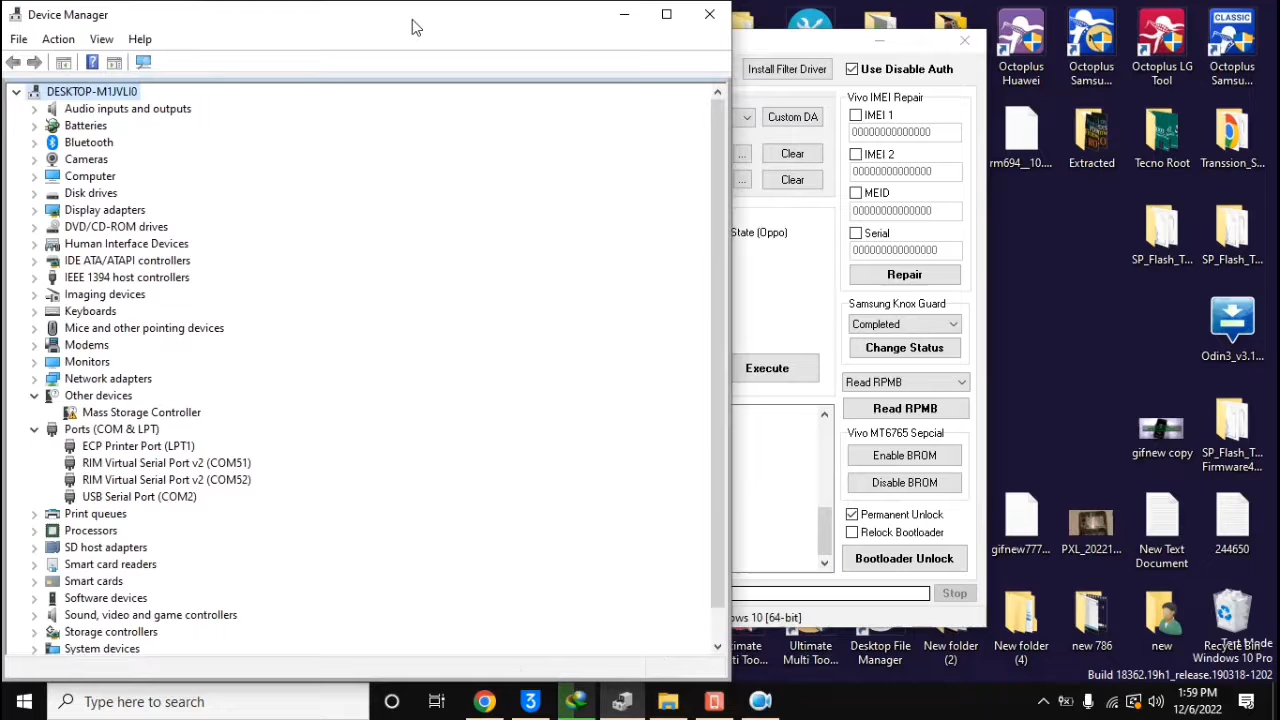 Device Manager
File Action View Help
DESKTOP-M1JVLI0
Audio inputs and outputs
Batteries
Bluetooth
Cameras
Computer
Disk drives
Display adapters
DVD/CD-ROM drives
Human Interface Devices
IDE ATA/ATAPI controllers
IEEE 1394 host controllers
Imaging devices
Keyboards
Mice and other pointing devices
Modems
Monitors
Network adapters
Other devices
Mass Storage Controller
Ports (COM & LPT)
ECP Printer Port (LPT1)
RIM Virtual Serial Port v2 (COM51)
RIM Virtual Serial Port v2 (COM52)
USB Serial Port (COM2)
Print queues
Processors
SD host adapters
Smart card readers
Smart cards
Software devices
Sound, video and game controllers
Storage controllers
System devices
Install Filter Driver
Use Disable Auth
Custom DA
... Clear
... Clear
State (Oppo)
Execute
Vivo IMEI Repair
IMEI 1
00000000000000
IMEI 2
00000000000000
MEID
00000000000000
Serial
000000000000000
Repair
Samsung Knox Guard
Completed
Change Status
Read RPMB
Read RPMB
Vivo MT6765 Sepcial
Enable BROM
Disable BROM
Permanent Unlock
Relock Bootloader
Bootloader Unlock
Stop
ows 10 [64-bit]
Octoplus
Huawei
Octoplus
Samsu...
Octoplus LG
Tool
CLASSIC
Octoplus
Samsu...
rm694__10....
Extracted
Tecno Root
Transsion_S...
SP_Flash_T...
SP_Flash_T...
Odin3_v3.1...
gifnew copy
SP_Flash_T...
Firmware4...
gifnew777...
PXL_20221...
New Text
Document
244650
ltimate
Multi Too...
Ultimate
Multi Too...
Desktop File
Manager
New folder
(2)
New folder
(4)
new 786
new
Recycle Bin
Test Mode
Windows 10 Pro
Build 18362.19h1_release.190318-1202
Type here to search
3
1:59 PM
12/6/2022